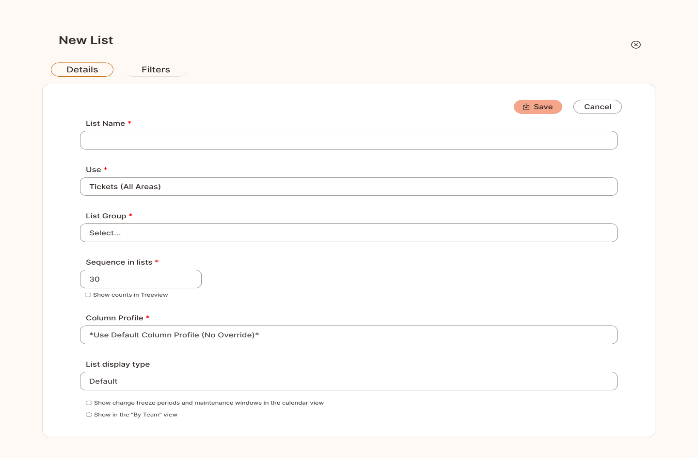 New List
Details
Filters
Save
Cancel
List Name *
Use *
Tickets (All Areas)
List Group *
Select...
Sequence in lists *
30
Show counts in Treeview
Column Profile *
*Use Default Column Profile (No Override)*
List display type
Default
Show change freeze periods and maintenance windows in the calendar view
Show in the "By Team" view